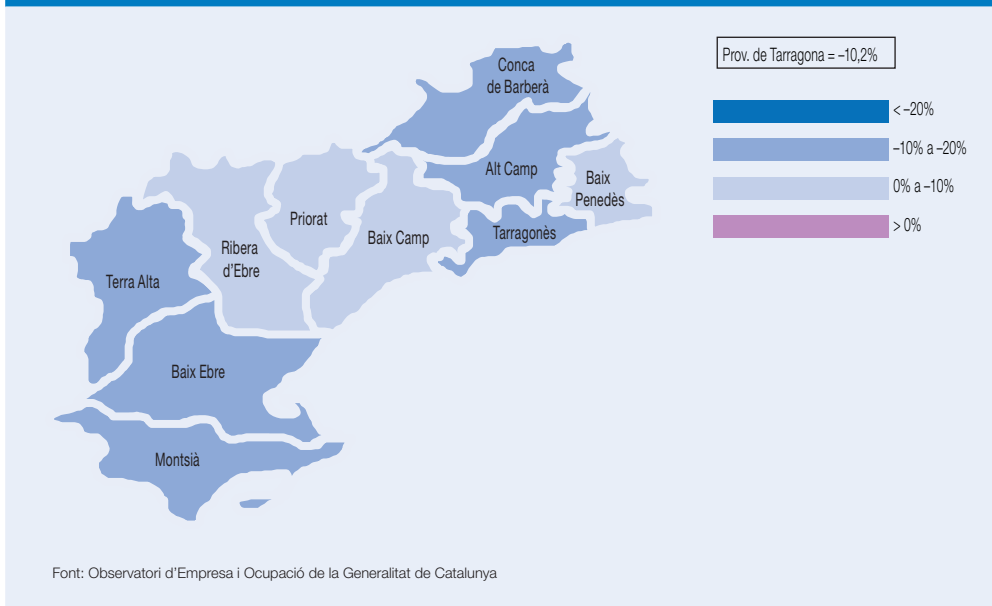 Prov. de Tarragona = –10,2%
< –20%
–10% a –20%
0% a –10%
> 0%
Conca
de Barberà
Alt Camp
Baix
Penedès
Priorat
Baix Camp
Tarragonès
Ribera
d'Ebre
Terra Alta
Baix Ebre
Montsià
Font: Observatori d'Empresa i Ocupació de la Generalitat de Catalunya